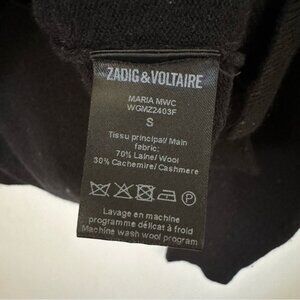 ZADIG&VOLTAIRE
MARIA MWC
WGMZ2403F
S
Tissu principal/ Main
fabric:
70% Laine/ Wool
30% Cachemire/ Cashmere
P
Lavage en machine
programme délicat à froid
Machine wash wool program